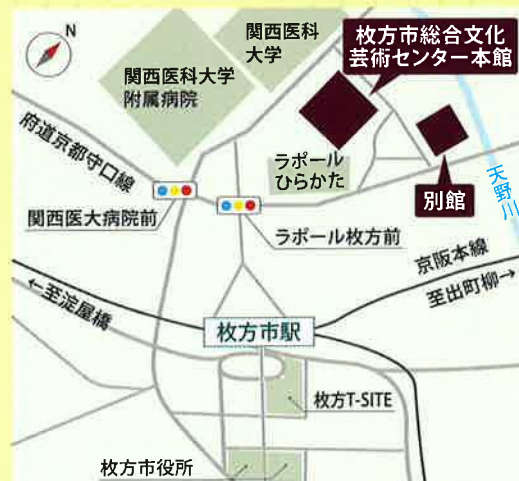 N
関西医科
大学
枚方市総合文化
芸術センター本館
関西医科大学
附属病院
府道京都守口線
ラポール
ひらかた
別館
天野川
関西医大病院前
ラポール枚方前
京阪本線
至出町柳→
←至淀屋橋
枚方市駅
枚方T-SITE
枚方市役所